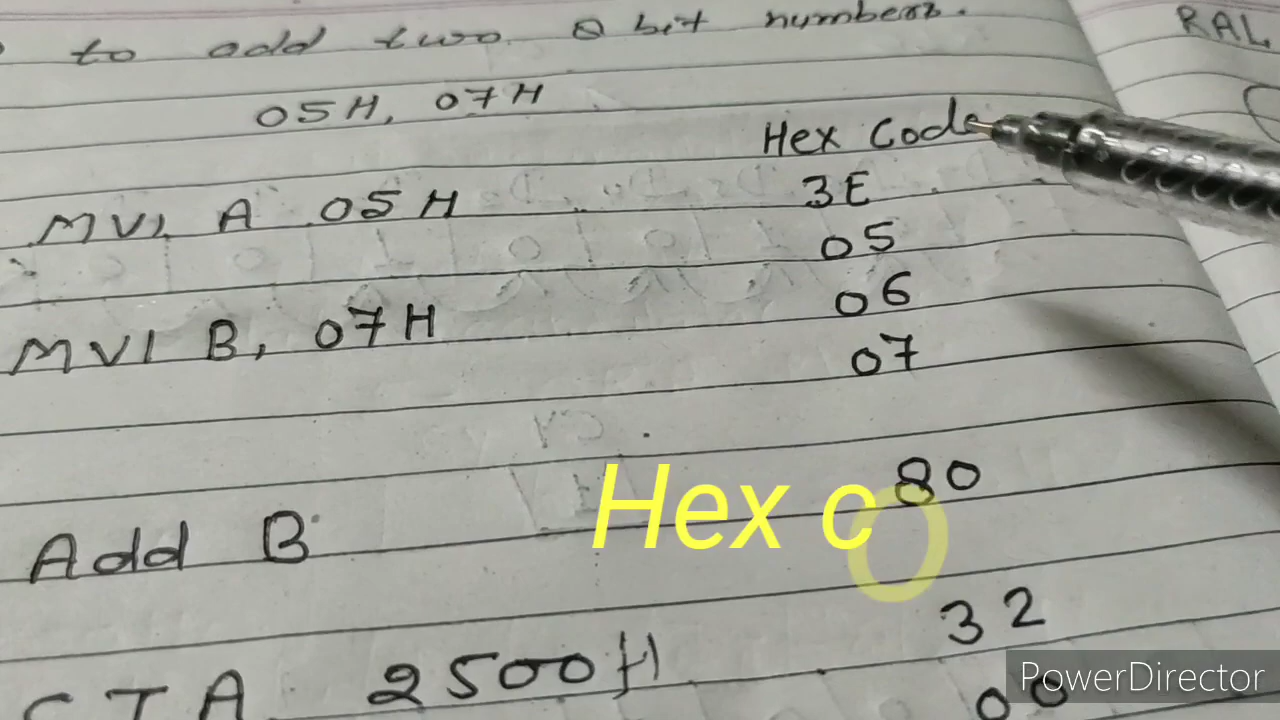 to add two 8 bit numbers.
RAL
05H, 07H
Hex Code
MVI A 05H 3E
05
06
MVI B, 07H
07
Hex co
80
Add B
32
STA 2500H
00
PowerDirector